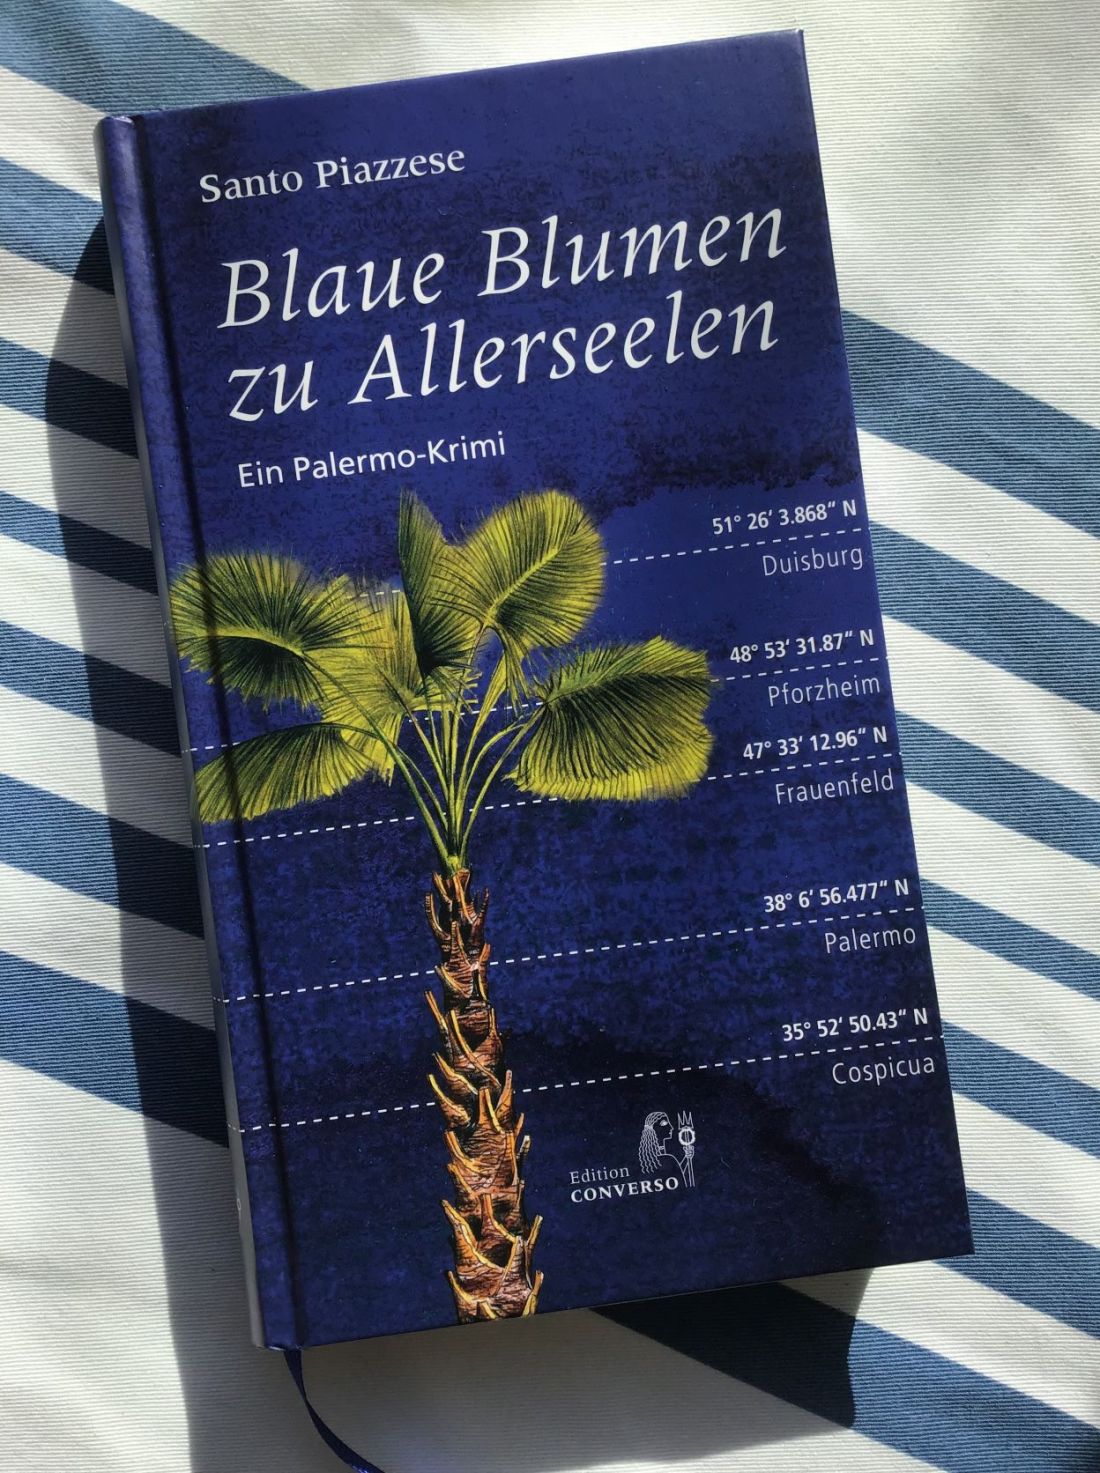 Santo Piazzese
Blaue Blumen
zu Allerseelen
Ein Palermo-Krimi
51° 26‘ 3.868“ N
Duisburg
48° 53‘ 31.87“ N
Pforzheim
47° 33‘ 12.96“ N
Frauenfeld
38° 6‘ 56.477“ N
Palermo
35° 52‘ 50.43“ N
Cospicua
Edition
CONVERSO